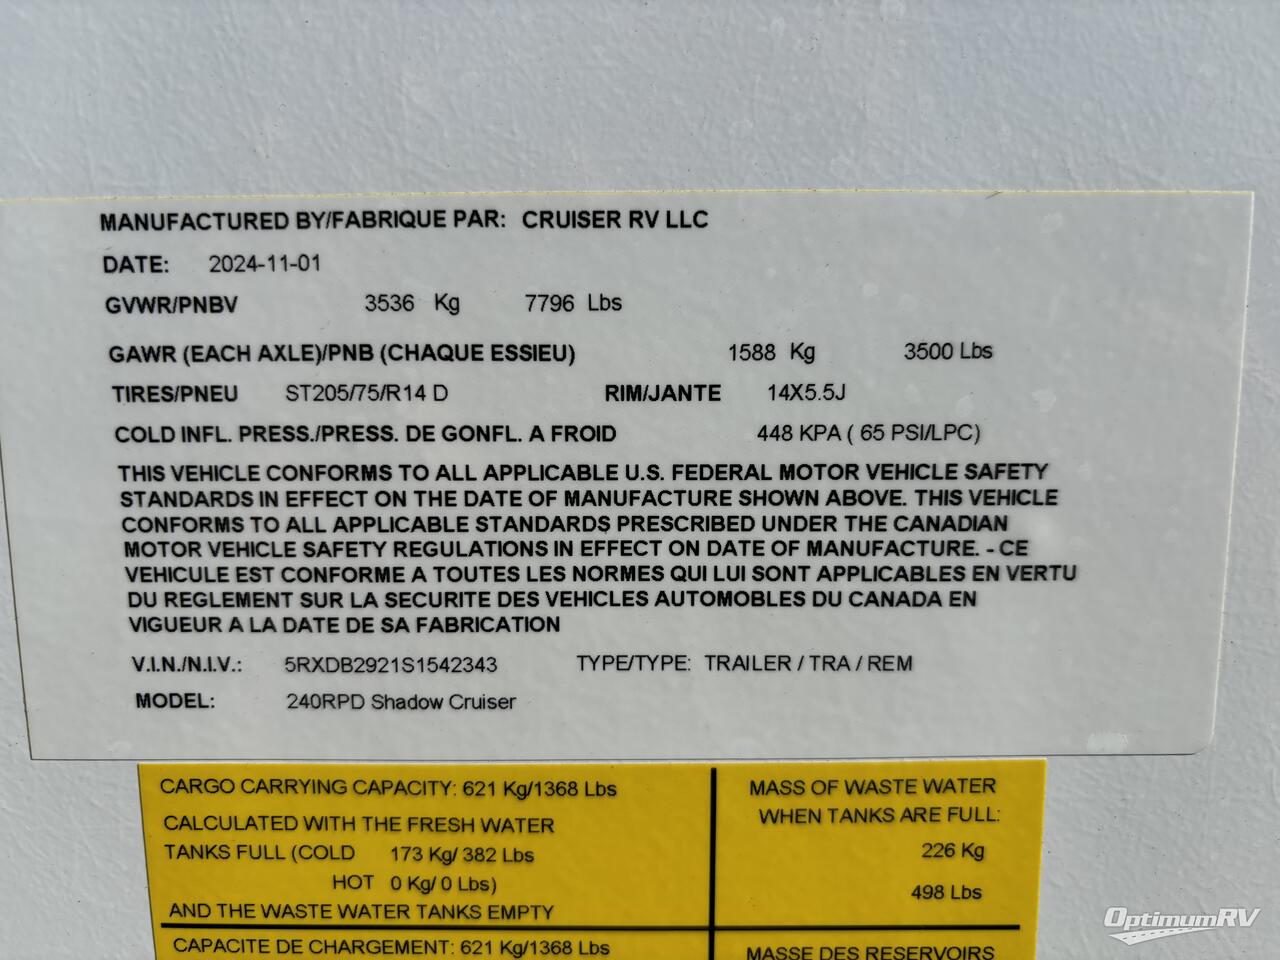 MANUFACTURED BY/FABRIQUE PAR: CRUISER RV LLC
DATE: 2024-11-01
GVWR/PNBV 3536 Kg 7796 Lbs
GAWR (EACH AXLE)/PNB (CHAQUE ESSIEU) 1588 Kg 3500 Lbs
TIRES/PNEU ST205/75/R14 D RIM/JANTE 14X5.5J
COLD INFL. PRESS./PRESS. DE GONFL. A FROID 448 KPA ( 65 PSI/LPC)
THIS VEHICLE CONFORMS TO ALL APPLICABLE U.S. FEDERAL MOTOR VEHICLE SAFETY
STANDARDS IN EFFECT ON THE DATE OF MANUFACTURE SHOWN ABOVE. THIS VEHICLE
CONFORMS TO ALL APPLICABLE STANDARDS PRESCRIBED UNDER THE CANADIAN
MOTOR VEHICLE SAFETY REGULATIONS IN EFFECT ON DATE OF MANUFACTURE. - CE
VEHICULE EST CONFORME A TOUTES LES NORMES QUI LUI SONT APPLICABLES EN VERTU
DU REGLEMENT SUR LA SECURITE DES VEHICLES AUTOMOBLES DU CANADA EN
VIGUEUR A LA DATE DE SA FABRICATION
V.I.N./N.I.V.: 5RXDB2921S1542343 TYPE/TYPE: TRAILER / TRA / REM
MODEL: 240RPD Shadow Cruiser
CARGO CARRYING CAPACITY: 621 Kg/1368 Lbs
CALCULATED WITH THE FRESH WATER
TANKS FULL (COLD 173 Kg/ 382 Lbs
HOT 0 Kg/ 0 Lbs)
AND THE WASTE WATER TANKS EMPTY
MASS OF WASTE WATER
WHEN TANKS ARE FULL:
226 Kg
498 Lbs
CAPACITE DE CHARGEMENT: 621 Kg/1368 Lbs
MASSE DES RESERVOIRS
OptimumRV